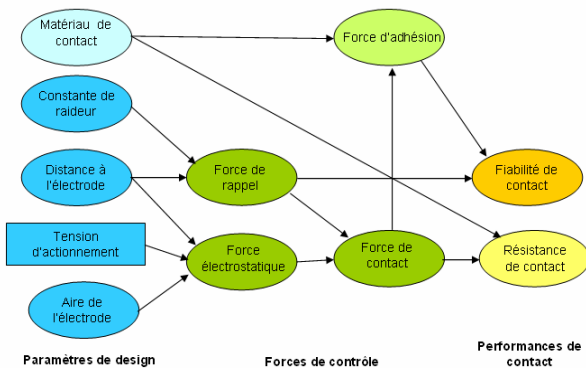 Matériau de
contact
Force d'adhésion
Constante de
raideur
Distance à
l'électrode
Force de
rappel
Fiabilité de
contact
Tension
d'actionnement
Force
électrostatique
Force de
contact
Résistance
de contact
Aire de
l'électrode
Paramètres de design
Forces de contrôle
Performances de
contact